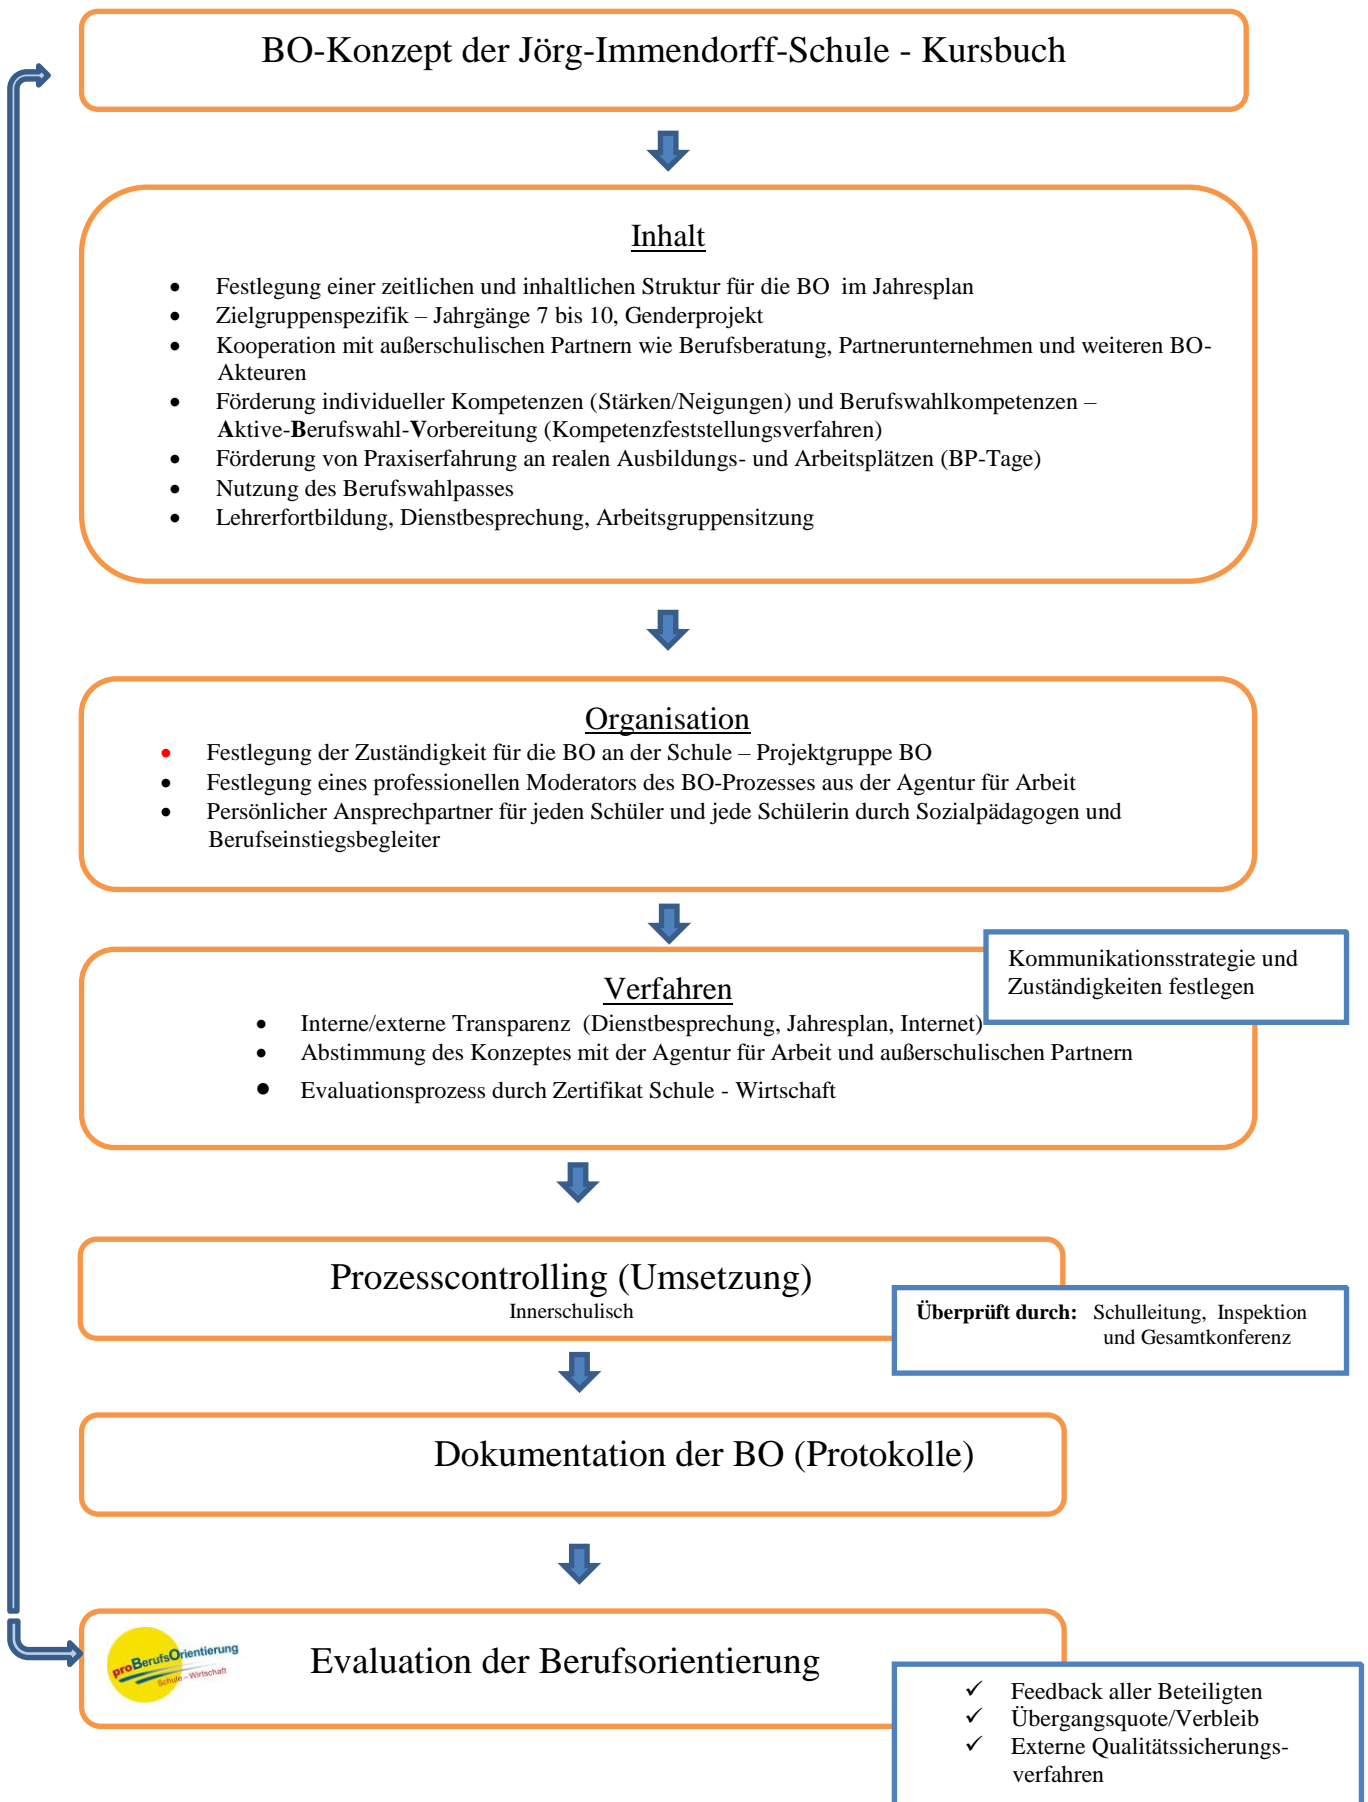 BO-Konzept der Jörg-Immendorff-Schule - Kursbuch
Inhalt
• Festlegung einer zeitlichen und inhaltlichen Struktur für die BO im Jahresplan
• Zielgruppenspezifik – Jahrgänge 7 bis 10, Genderprojekt
• Kooperation mit außerschulischen Partnern wie Berufsberatung, Partnerunternehmen und weiteren BO-
Akteuren
• Förderung individueller Kompetenzen (Stärken/Neigungen) und Berufswahlkompetenzen –
Aktive-Berufswahl-Vorbereitung (Kompetenzfeststellungsverfahren)
• Förderung von Praxiserfahrung an realen Ausbildungs- und Arbeitsplätzen (BP-Tage)
• Nutzung des Berufswahlpasses
• Lehrerfortbildung, Dienstbesprechung, Arbeitsgruppensitzung
Organisation
• Festlegung der Zuständigkeit für die BO an der Schule – Projektgruppe BO
• Festlegung eines professionellen Moderators des BO-Prozesses aus der Agentur für Arbeit
• Persönlicher Ansprechpartner für jeden Schüler und jede Schülerin durch Sozialpädagogen und
Berufseinstiegsbegleiter
Kommunikationsstrategie und
Zuständigkeiten festlegen
Verfahren
• Interne/externe Transparenz (Dienstbesprechung, Jahresplan, Internet)
• Abstimmung des Konzeptes mit der Agentur für Arbeit und außerschulischen Partnern
• Evaluationsprozess durch Zertifikat Schule - Wirtschaft
Prozesscontrolling (Umsetzung)
Innerschulisch
Überprüft durch: Schulleitung, Inspektion
und Gesamtkonferenz
Dokumentation der BO (Protokolle)
proBerufsOrientierung
Schule – Wirtschaft
Evaluation der Berufsorientierung
✓ Feedback aller Beteiligten
✓ Übergangsquote/Verbleib
✓ Externe Qualitätssicherungs-
verfahren